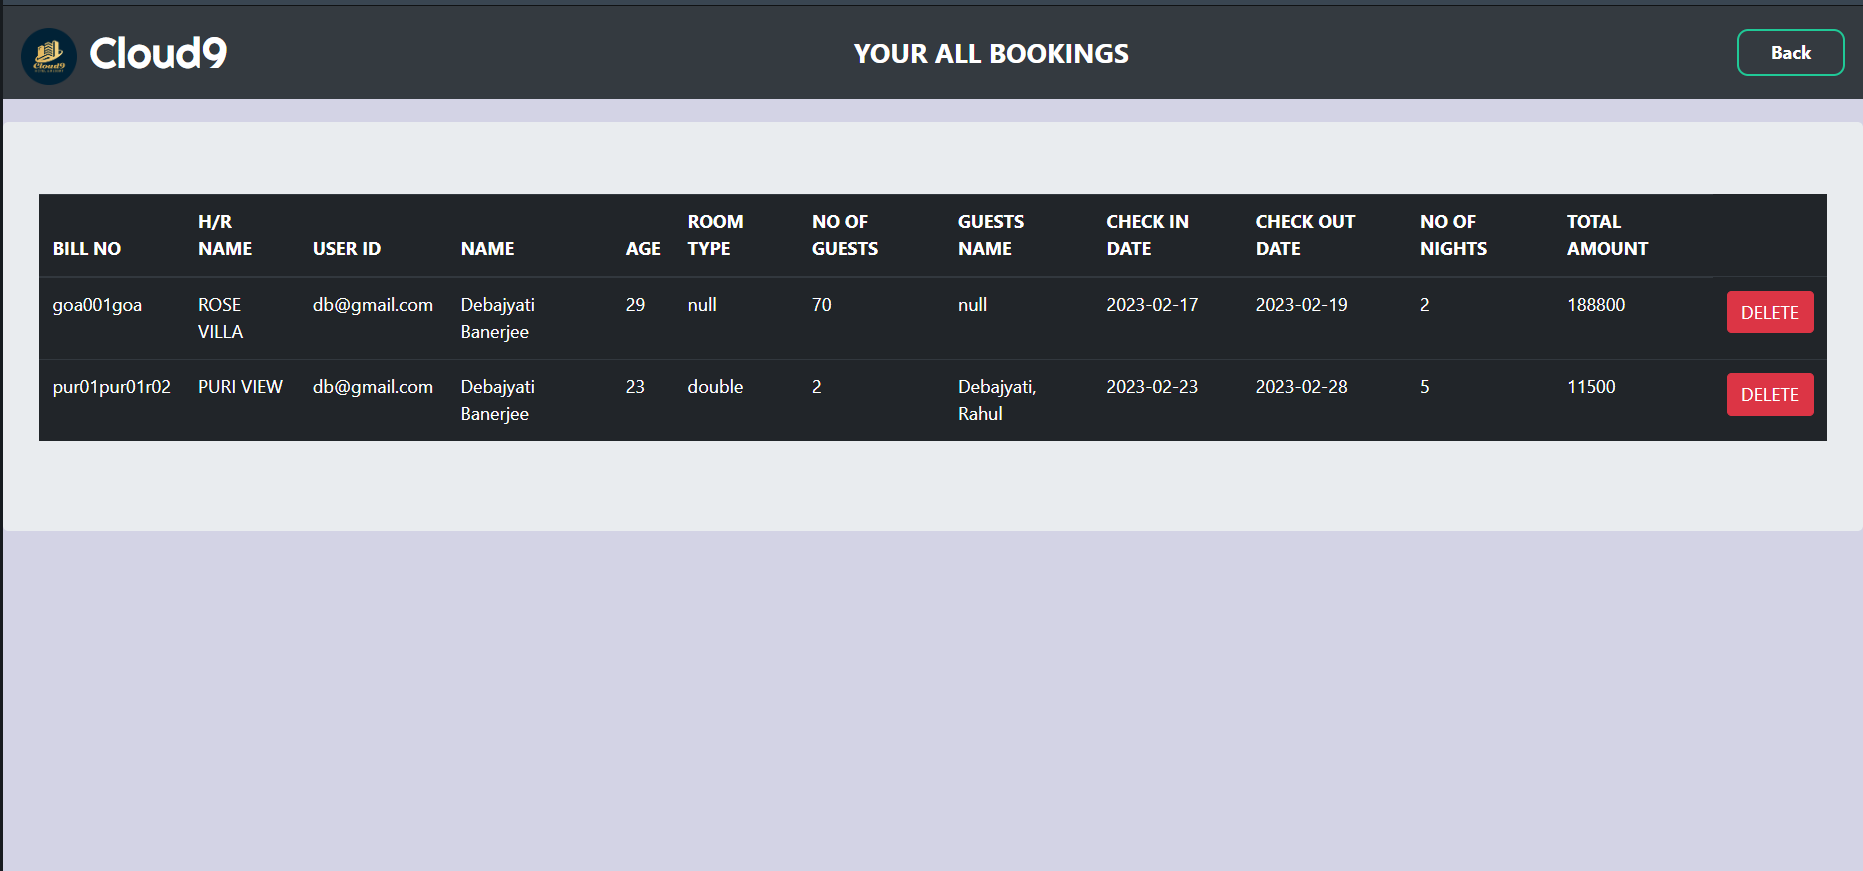 Cloud9
Cloud9
YOUR ALL BOOKINGS
Back
BILL NO
H/R
NAME
USER ID
NAME
AGE
ROOM
TYPE
NO OF
GUESTS
GUESTS
NAME
CHECK IN
DATE
CHECK OUT
DATE
NO OF
NIGHTS
TOTAL
AMOUNT
goa001goa
ROSE
VILLA
db@gmail.com
Debajyati
Banerjee
29
null
70
null
2023-02-17
2023-02-19
2
188800
DELETE
pur01pur01r02
PURI VIEW
db@gmail.com
Debajyati
Banerjee
23
double
2
Debajyati,
Rahul
2023-02-23
2023-02-28
5
11500
DELETE